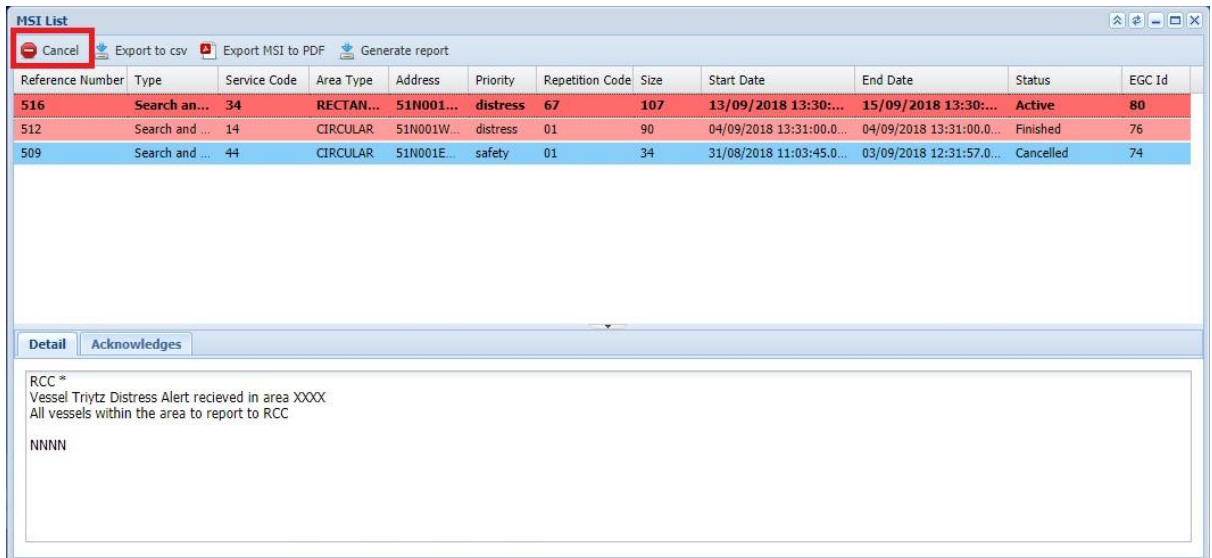 MSI List
Cancel Export to csv Export MSI to PDF Generate report
Reference Number Type Service Code Area Type Address Priority Repetition Code Size Start Date End Date Status EGC Id
516 Search an... 34 RECTAN... 51N001... distress 67 107 13/09/2018 13:30:... 15/09/2018 13:30:... Active 80
512 Search and ... 14 CIRCULAR 51N001W... distress 01 90 04/09/2018 13:31:00.0... 04/09/2018 13:31:00.0... Finished 76
509 Search and ... 44 CIRCULAR 51N001E... safety 01 34 31/08/2018 11:03:45.0... 03/09/2018 12:31:57.0... Cancelled 74
Detail Acknowledges
RCC *
Vessel Triytz Distress Alert recieved in area XXXX
All vessels within the area to report to RCC
NNNN